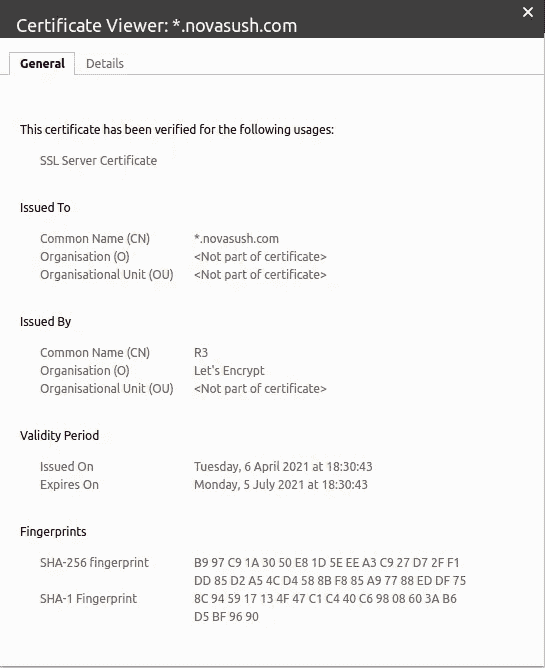 Certificate Viewer: *.novasush.com
General Details
This certificate has been verified for the following usages:
SSL Server Certificate
Issued To
Common Name (CN) *.novasush.com
Organisation (O) <Not part of certificate>
Organisational Unit (OU) <Not part of certificate>
Issued By
Common Name (CN) R3
Organisation (O) Let's Encrypt
Organisational Unit (OU) <Not part of certificate>
Validity Period
Issued On Tuesday, 6 April 2021 at 18:30:43
Expires On Monday, 5 July 2021 at 18:30:43
Fingerprints
SHA-256 fingerprint B9 97 C9 1A 30 50 E8 1D 5E EE A3 C9 27 D7 2F F1
DD 85 D2 A5 4C D4 58 8B F8 85 A9 77 88 ED DF 75
SHA-1 Fingerprint 8C 94 59 17 13 4F 47 C1 C4 40 C6 98 08 60 3A B6
D5 BF 96 90